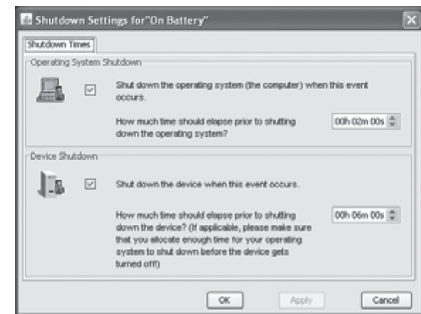 Shutdown Settings for"On Battery"
Shutdown Times
Operating System Shutdown
Shut down the operating system (the computer) when this event
occurs.
How much time should elapse prior to shutting
down the operating system?
00h 02m 00s
Device Shutdown
Shut down the device when this event occurs.
How much time should elapse prior to shutting
down the device? (If applicable, please make sure
that you allocate enough time for your operating
system to shut down before the device gets
turned off!)
00h 06m 00s
OK
Apply
Cancel